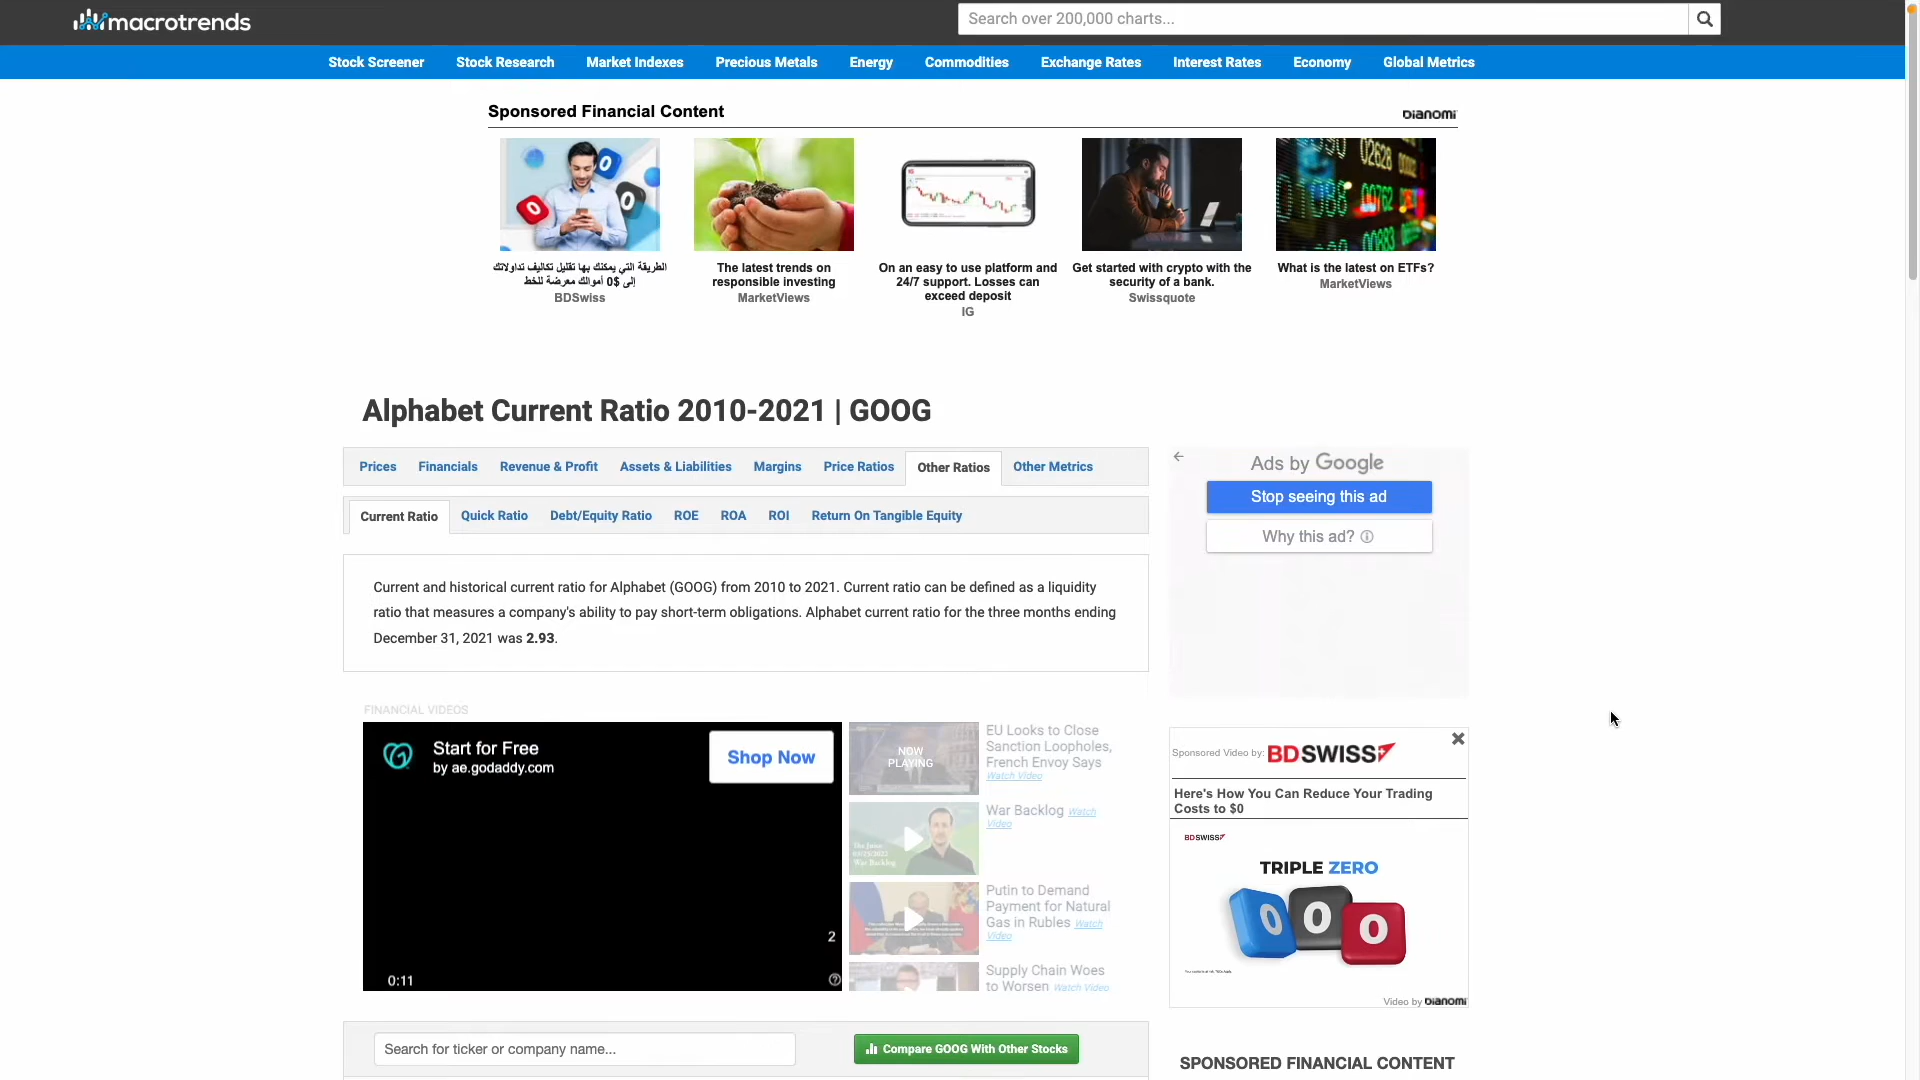 macrotrends
Search over 200,000 charts...
Stock Screener Stock Research Market Indexes Precious Metals Energy Commodities Exchange Rates Interest Rates Economy Global Metrics
Sponsored Financial Content
DIANOMI
الطريقة التي يمكنك بها تقليل تكاليف تداولاتك
إلى $0 أموالك معرضة للخط
BDSwiss
The latest trends on
responsible investing
MarketViews
On an easy to use platform and
24/7 support. Losses can
exceed deposit
IG
Get started with crypto with the
security of a bank.
Swissquote
What is the latest on ETFs?
MarketViews
Alphabet Current Ratio 2010-2021 | GOOG
Prices Financials Revenue & Profit Assets & Liabilities Margins Price Ratios Other Ratios Other Metrics
Current Ratio Quick Ratio Debt/Equity Ratio ROE ROA ROI Return On Tangible Equity
Current and historical current ratio for Alphabet (GOOG) from 2010 to 2021. Current ratio can be defined as a liquidity
ratio that measures a company's ability to pay short-term obligations. Alphabet current ratio for the three months ending
December 31, 2021 was 2.93.
Ads by Google
Stop seeing this ad
Why this ad?
FINANCIAL VIDEOS
Start for Free
by ae.godaddy.com
Shop Now
2
0:11
NOW
PLAYING
EU Looks to Close
Sanction Loopholes,
French Envoy Says
Watch Video
War Backlog Watch
Video
Putin to Demand
Payment for Natural
Gas in Rubles Watch
Video
Supply Chain Woes
to Worsen Watch Video
Sponsored Video by: BDSWISS
Here's How You Can Reduce Your Trading
Costs to $0
BDSWISS
TRIPLE ZERO
0 0 0
Video by DIANOMI
Search for ticker or company name...
Compare GOOG With Other Stocks
SPONSORED FINANCIAL CONTENT